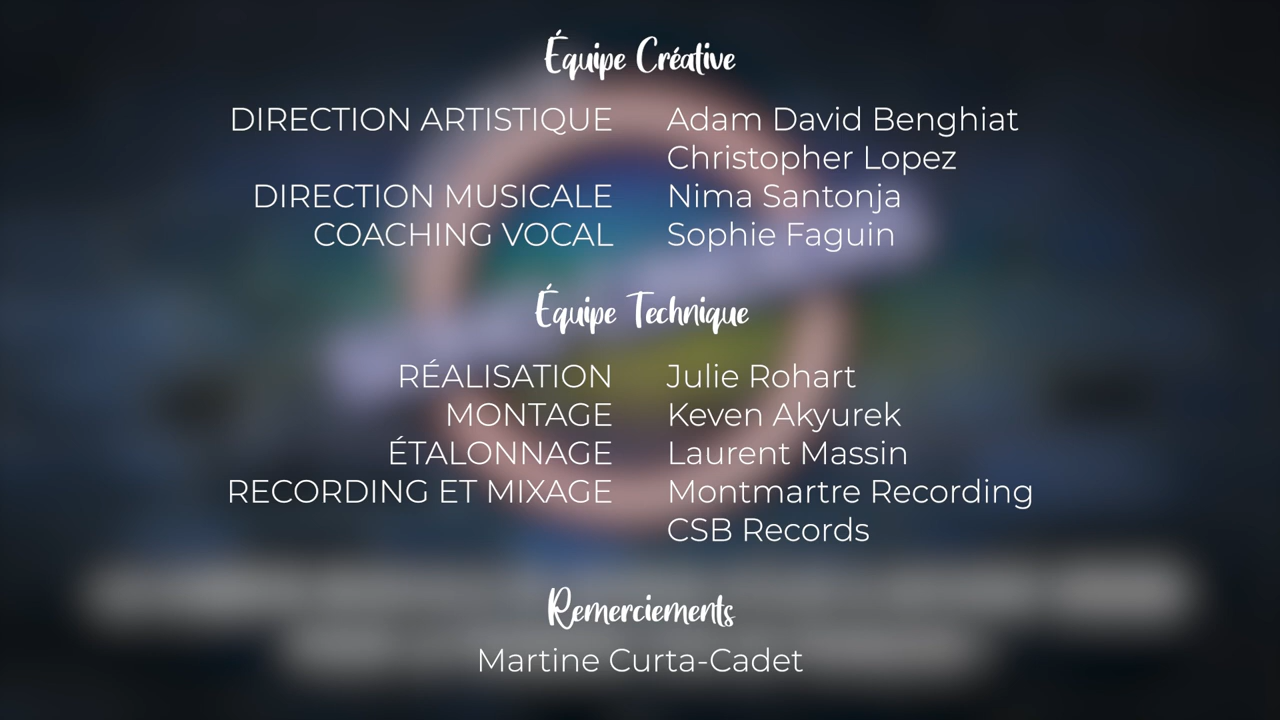 Équipe Créative
DIRECTION ARTISTIQUE Adam David Benghiat
Christopher Lopez
DIRECTION MUSICALE Nima Santonja
COACHING VOCAL Sophie Faguin
Équipe Technique
RÉALISATION Julie Rohart
MONTAGE Keven Akyurek
ÉTALONNAGE Laurent Massin
RECORDING ET MIXAGE Montmartre Recording
CSB Records
Remerciements
Martine Curta-Cadet